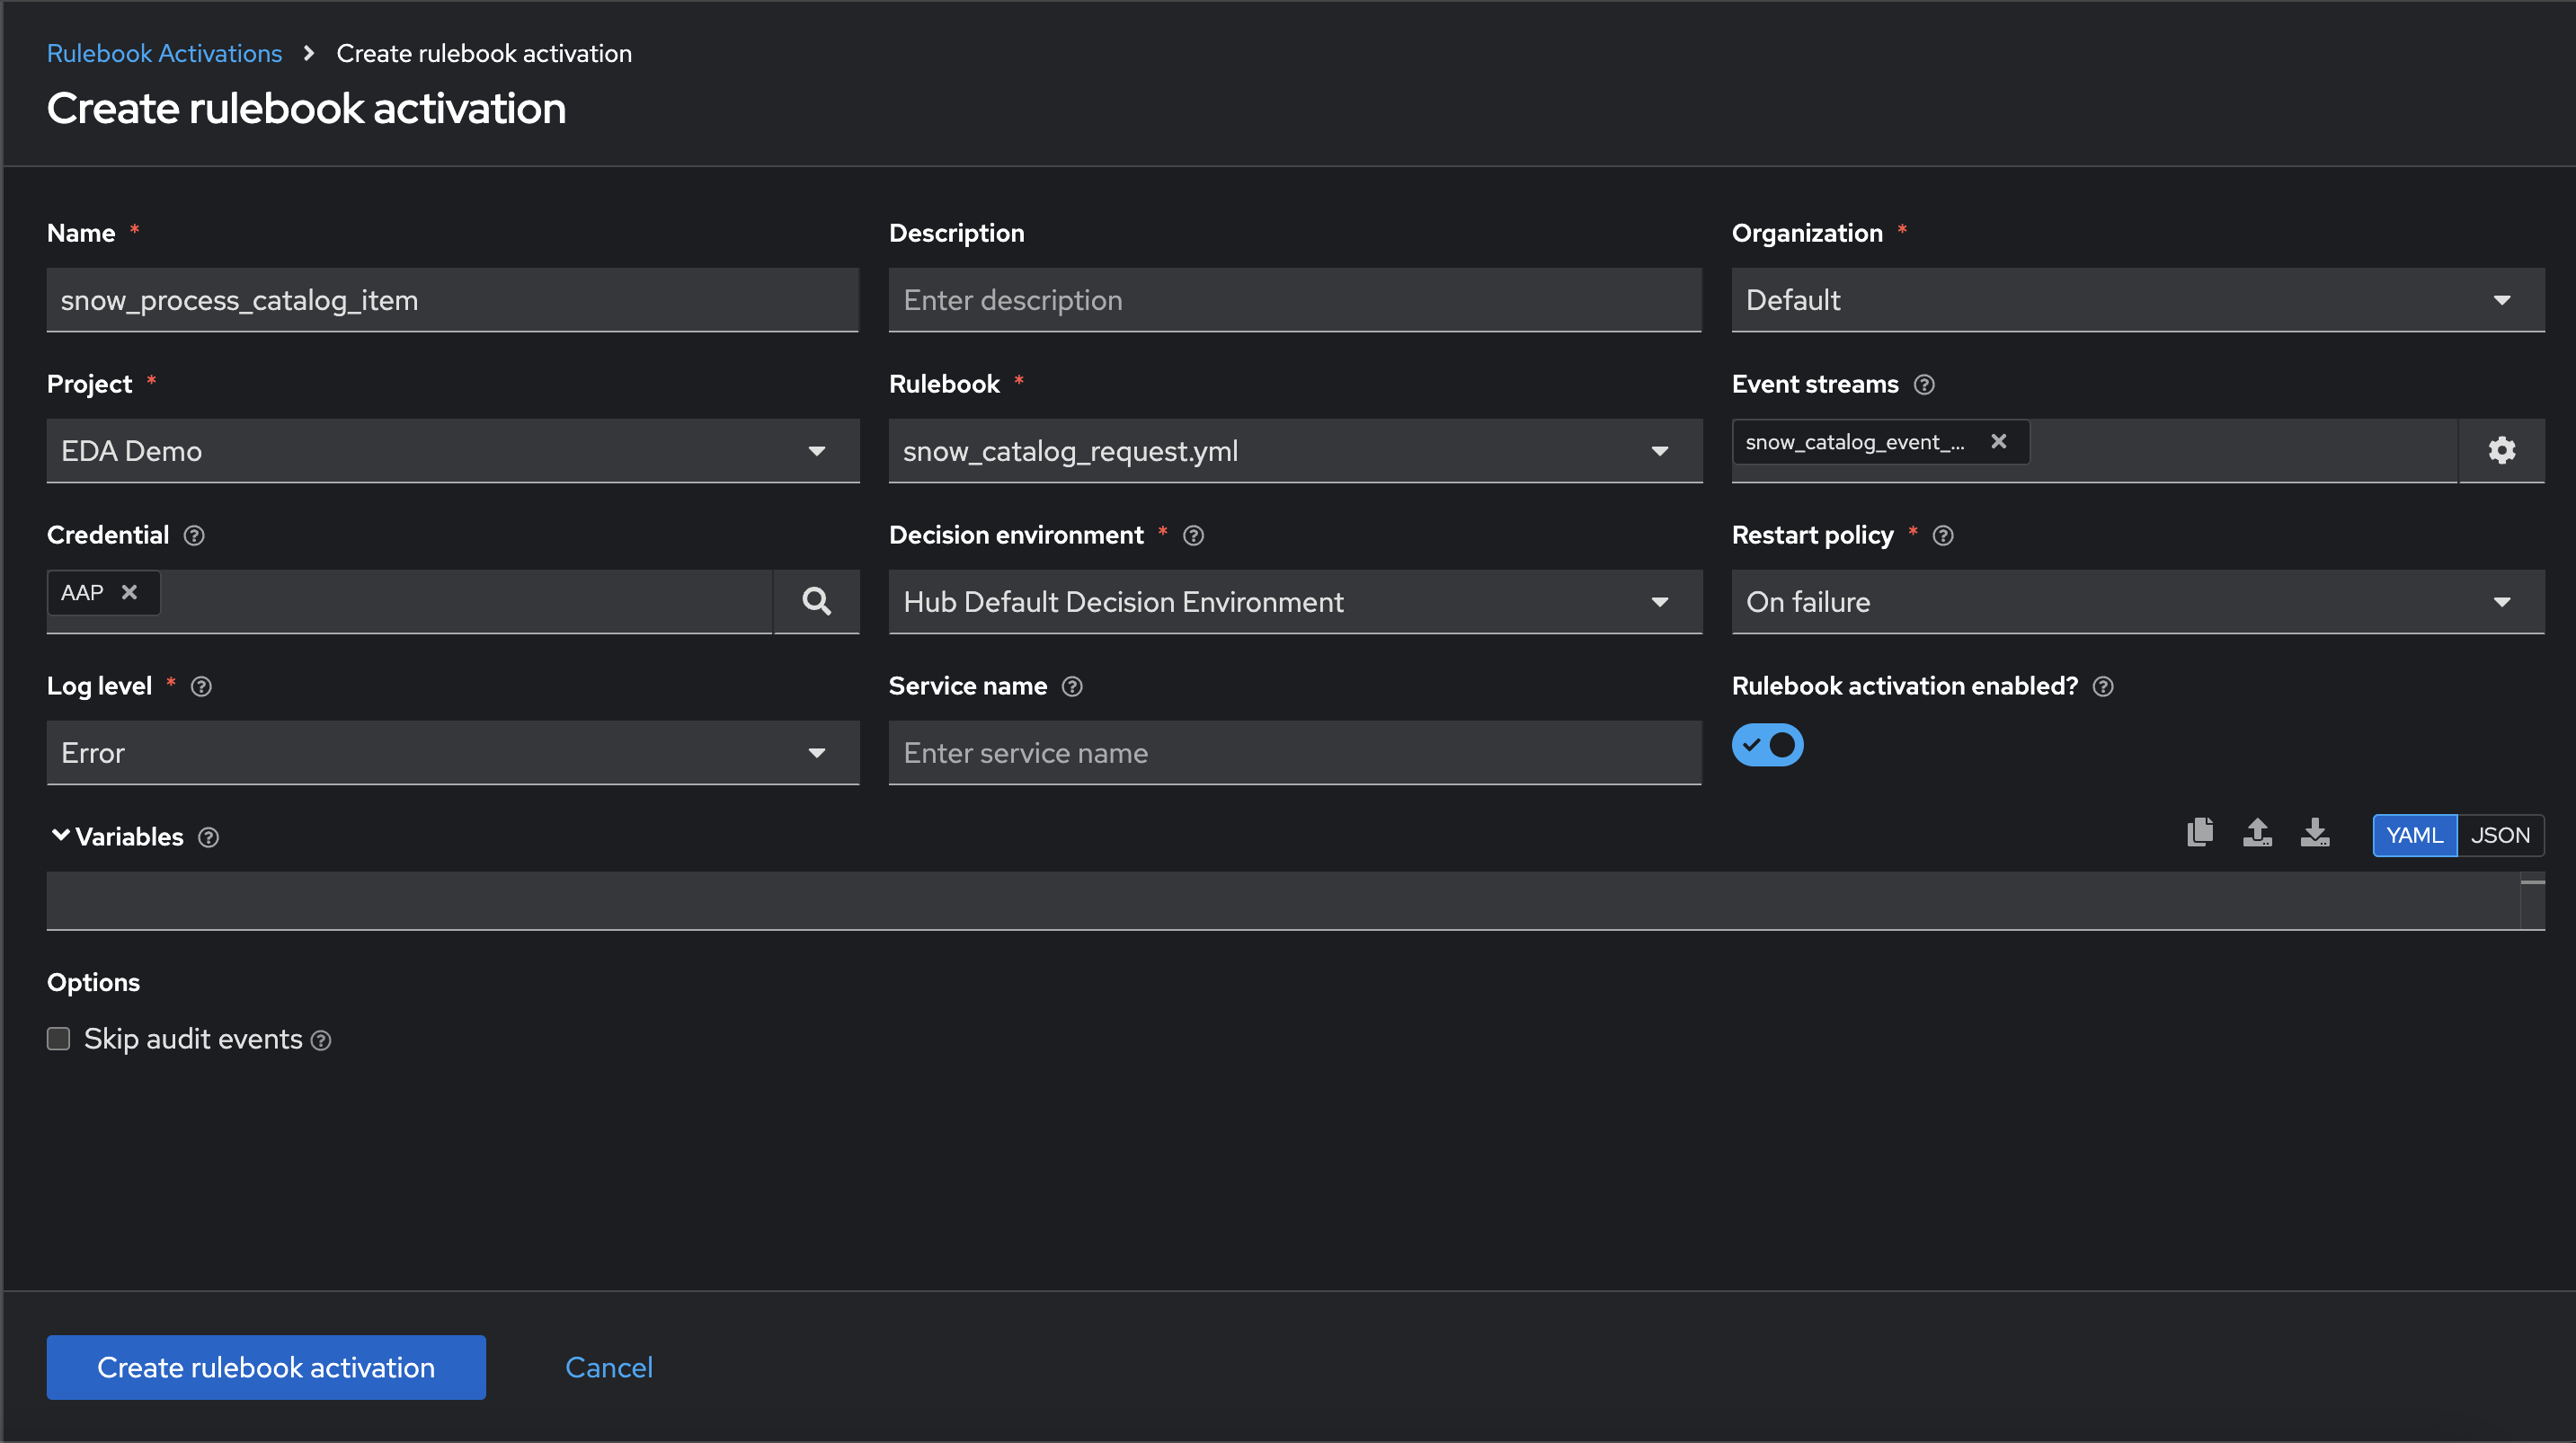 Rulebook Activations > Create rulebook activation
Create rulebook activation
Name *
Description
Organization *
snow_process_catalog_item
Enter description
Default
Project *
Rulebook *
Event streams
EDA Demo
snow_catalog_request.yml
snow_catalog_event_...
Credential
Decision environment *
Restart policy *
AAP
Hub Default Decision Environment
On failure
Log level *
Service name
Rulebook activation enabled?
Error
Enter service name
Variables
YAML JSON
Options
Skip audit events
Create rulebook activation
Cancel